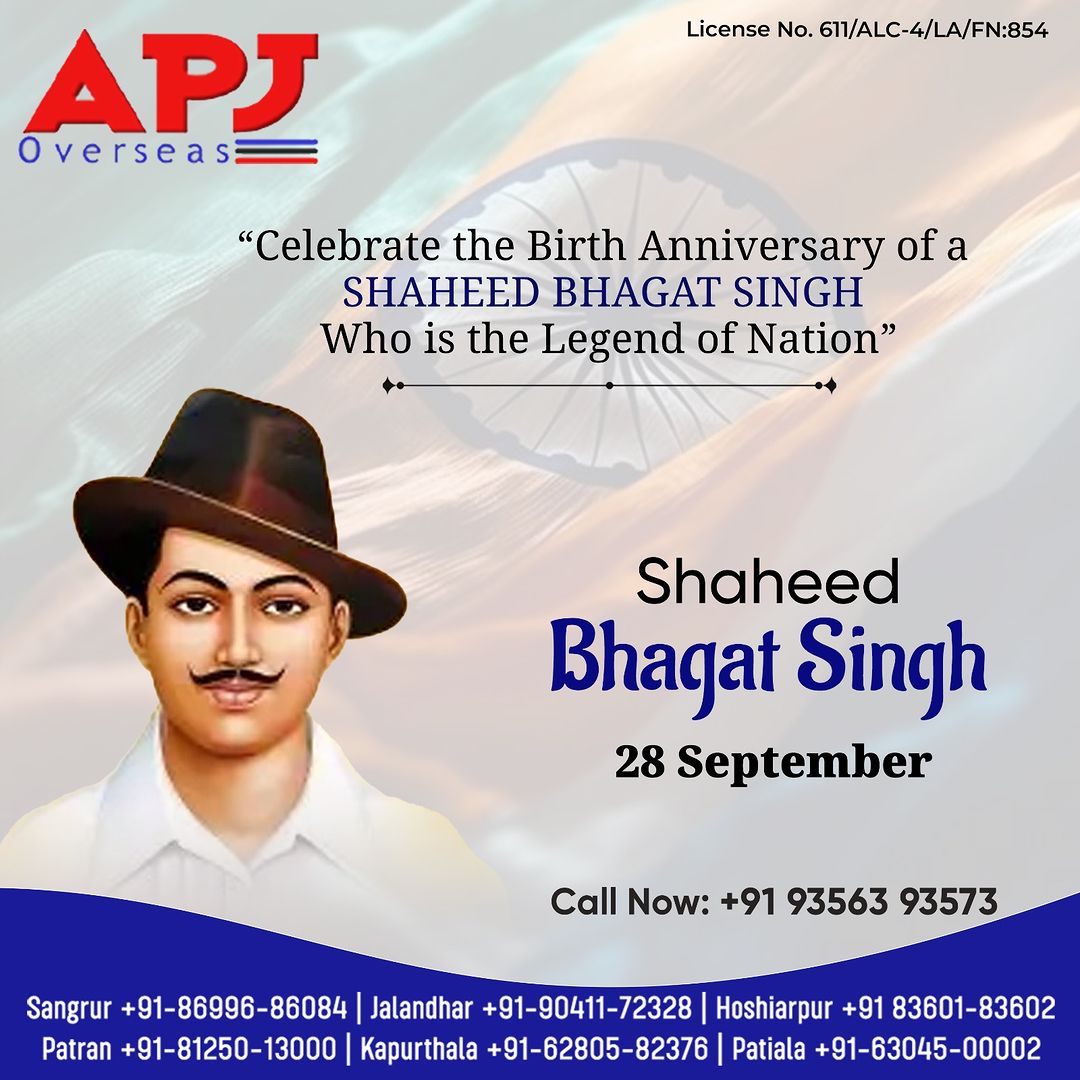 License No. 611/ALC-4/LA/FN:854
APJ
Overseas
“Celebrate the Birth Anniversary of a
SHAHEED BHAGAT SINGH
Who is the Legend of Nation”
Shaheed
Bhagat Singh
28 September
Call Now: +91 93563 93573
Sangrur +91-86996-86084 | Jalandhar +91-90411-72328 | Hoshiarpur +91 83601-83602
Patran +91-81250-13000 | Kapurthala +91-62805-82376 | Patiala +91-63045-00002